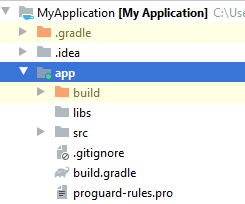 MyApplication [My Application] C:\Use
.gradle
.idea
app
build
libs
src
.gitignore
build.gradle
proguard-rules.pro